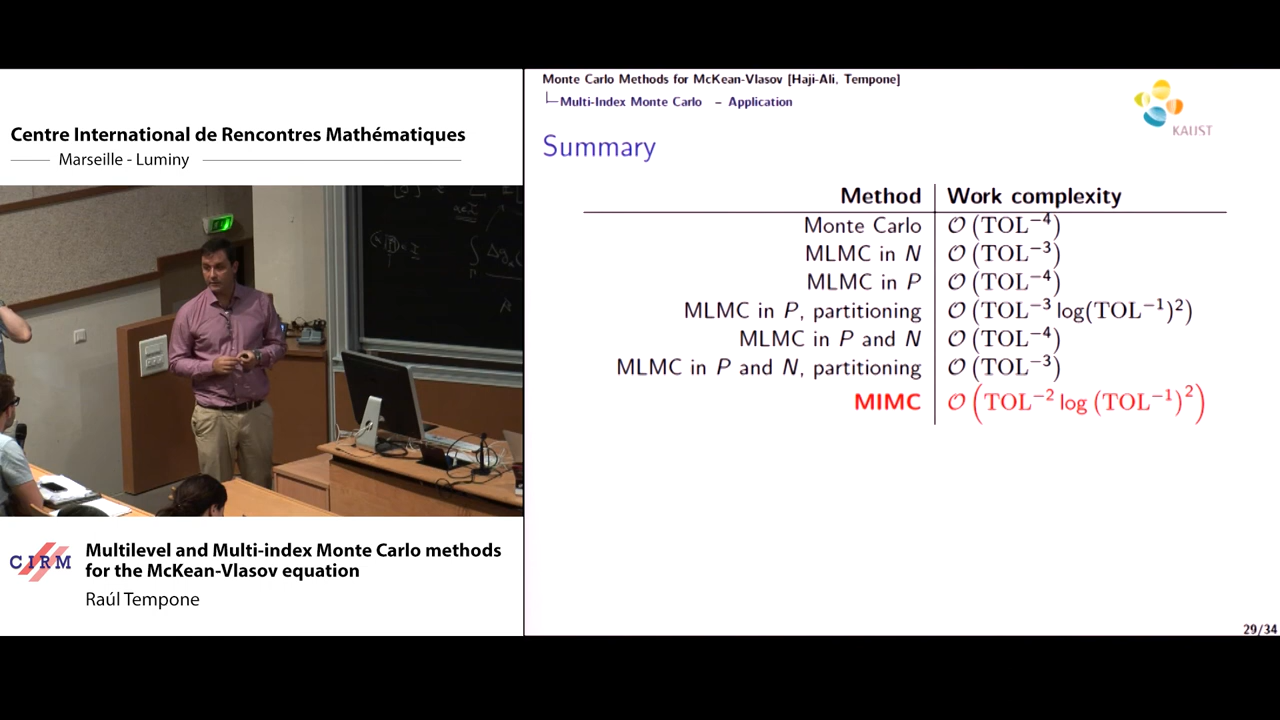 Centre International de Rencontres Mathématiques
Marseille - Luminy
CIRM
Multilevel and Multi-index Monte Carlo methods
for the McKean-Vlasov equation
Raúl Tempone
Monte Carlo Methods for McKean-Vlasov [Haji-Ali, Tempone]
Multi-Index Monte Carlo – Application
KAUST
Summary
Method Work complexity
Monte Carlo O(TOL⁻⁴)
MLMC in N O(TOL⁻³)
MLMC in P O(TOL⁻⁴)
MLMC in P, partitioning O(TOL⁻³ log(TOL⁻¹)²)
MLMC in P and N O(TOL⁻⁴)
MLMC in P and N, partitioning O(TOL⁻³)
MIMC O(TOL⁻² log (TOL⁻¹)²)
29/34